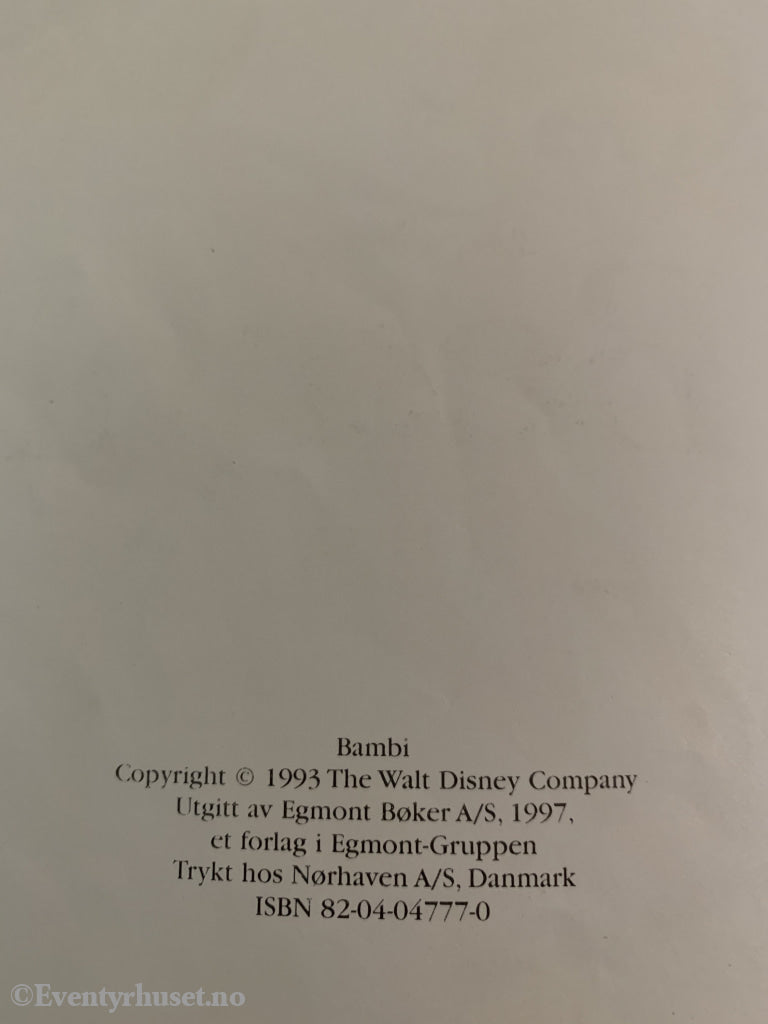 Bambi
Copyright © 1993 The Walt Disney Company
Utgitt av Egmont Bøker A/S, 1997,
et forlag i Egmont-Gruppen
Trykt hos Nørhaven A/S, Danmark
ISBN 82-04-04777-0
©Eventyrhuset.no